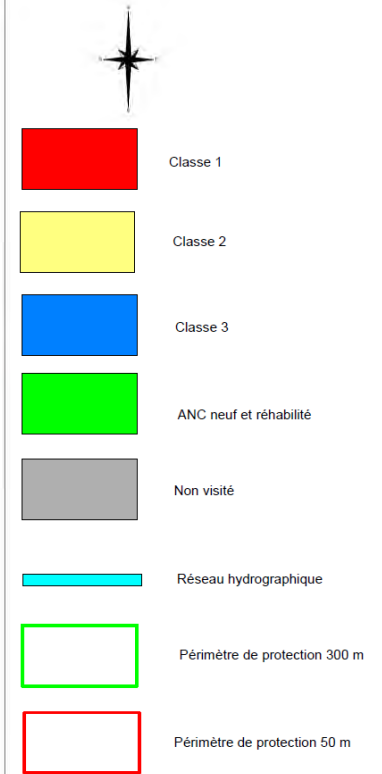 Classe 1
Classe 2
Classe 3
ANC neuf et réhabilité
Non visité
Réseau hydrographique
Périmètre de protection 300 m
Périmètre de protection 50 m